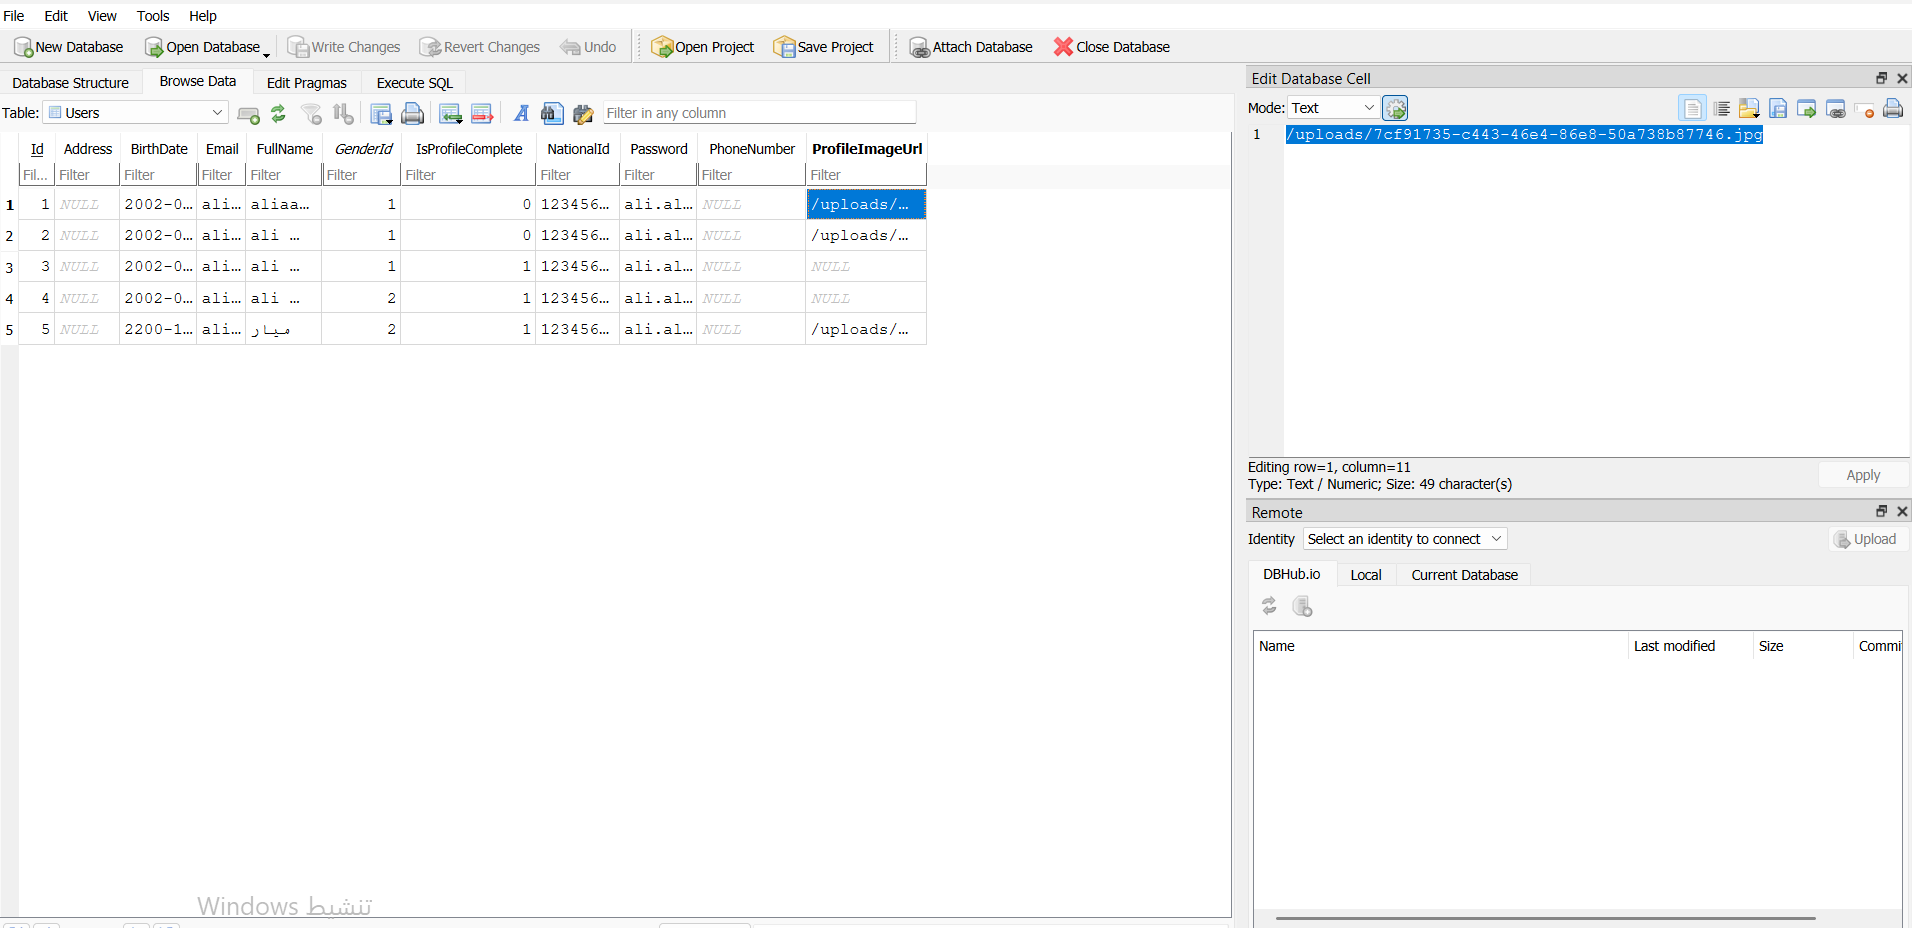 File Edit View Tools Help
New Database Open Database Write Changes Revert Changes Undo Open Project Save Project Attach Database Close Database
Database Structure Browse Data Edit Pragmas Execute SQL
Table: Users Filter in any column
Id Address BirthDate Email FullName GenderId IsProfileComplete NationalId Password PhoneNumber ProfileImageUrl
Fil... Filter Filter Filter Filter Filter Filter Filter Filter Filter Filter
1 1 NULL 2002-0... ali... aliaa... 1 0 123456... ali.al... NULL /uploads/...
2 2 NULL 2002-0... ali... ali ... 1 0 123456... ali.al... NULL /uploads/...
3 3 NULL 2002-0... ali... ali ... 1 1 123456... ali.al... NULL NULL
4 4 NULL 2002-0... ali... ali ... 2 1 123456... ali.al... NULL NULL
5 5 NULL 2200-1... ali... ميار 2 1 123456... ali.al... NULL /uploads/...
تنشيط Windows
Edit Database Cell
Mode: Text
1 /uploads/7cf91735-c443-46e4-86e8-50a738b87746.jpg
Editing row=1, column=11
Type: Text / Numeric; Size: 49 character(s)
Apply
Remote
Identity Select an identity to connect Upload
DBHub.io Local Current Database
Name Last modified Size Commi